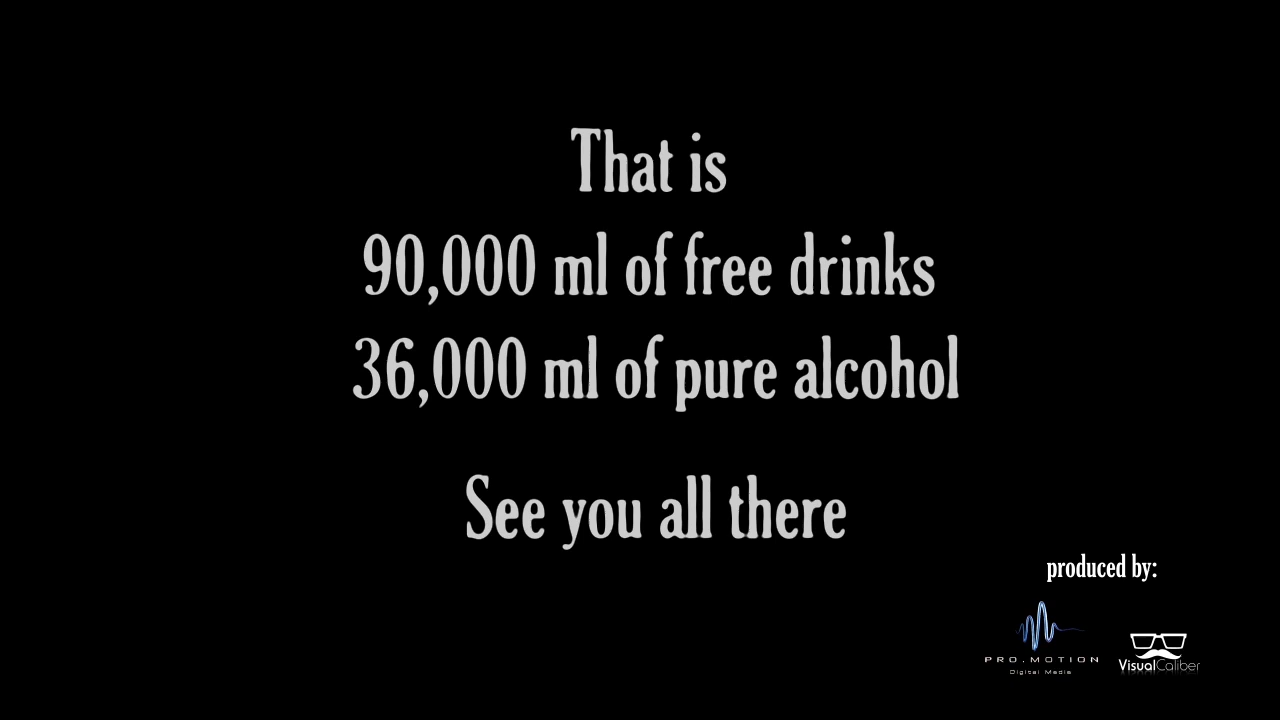 That is
90,000 ml of free drinks
36,000 ml of pure alcohol
See you all there
produced by:
PRO.MOTION
Digital Media
VisualCaliber